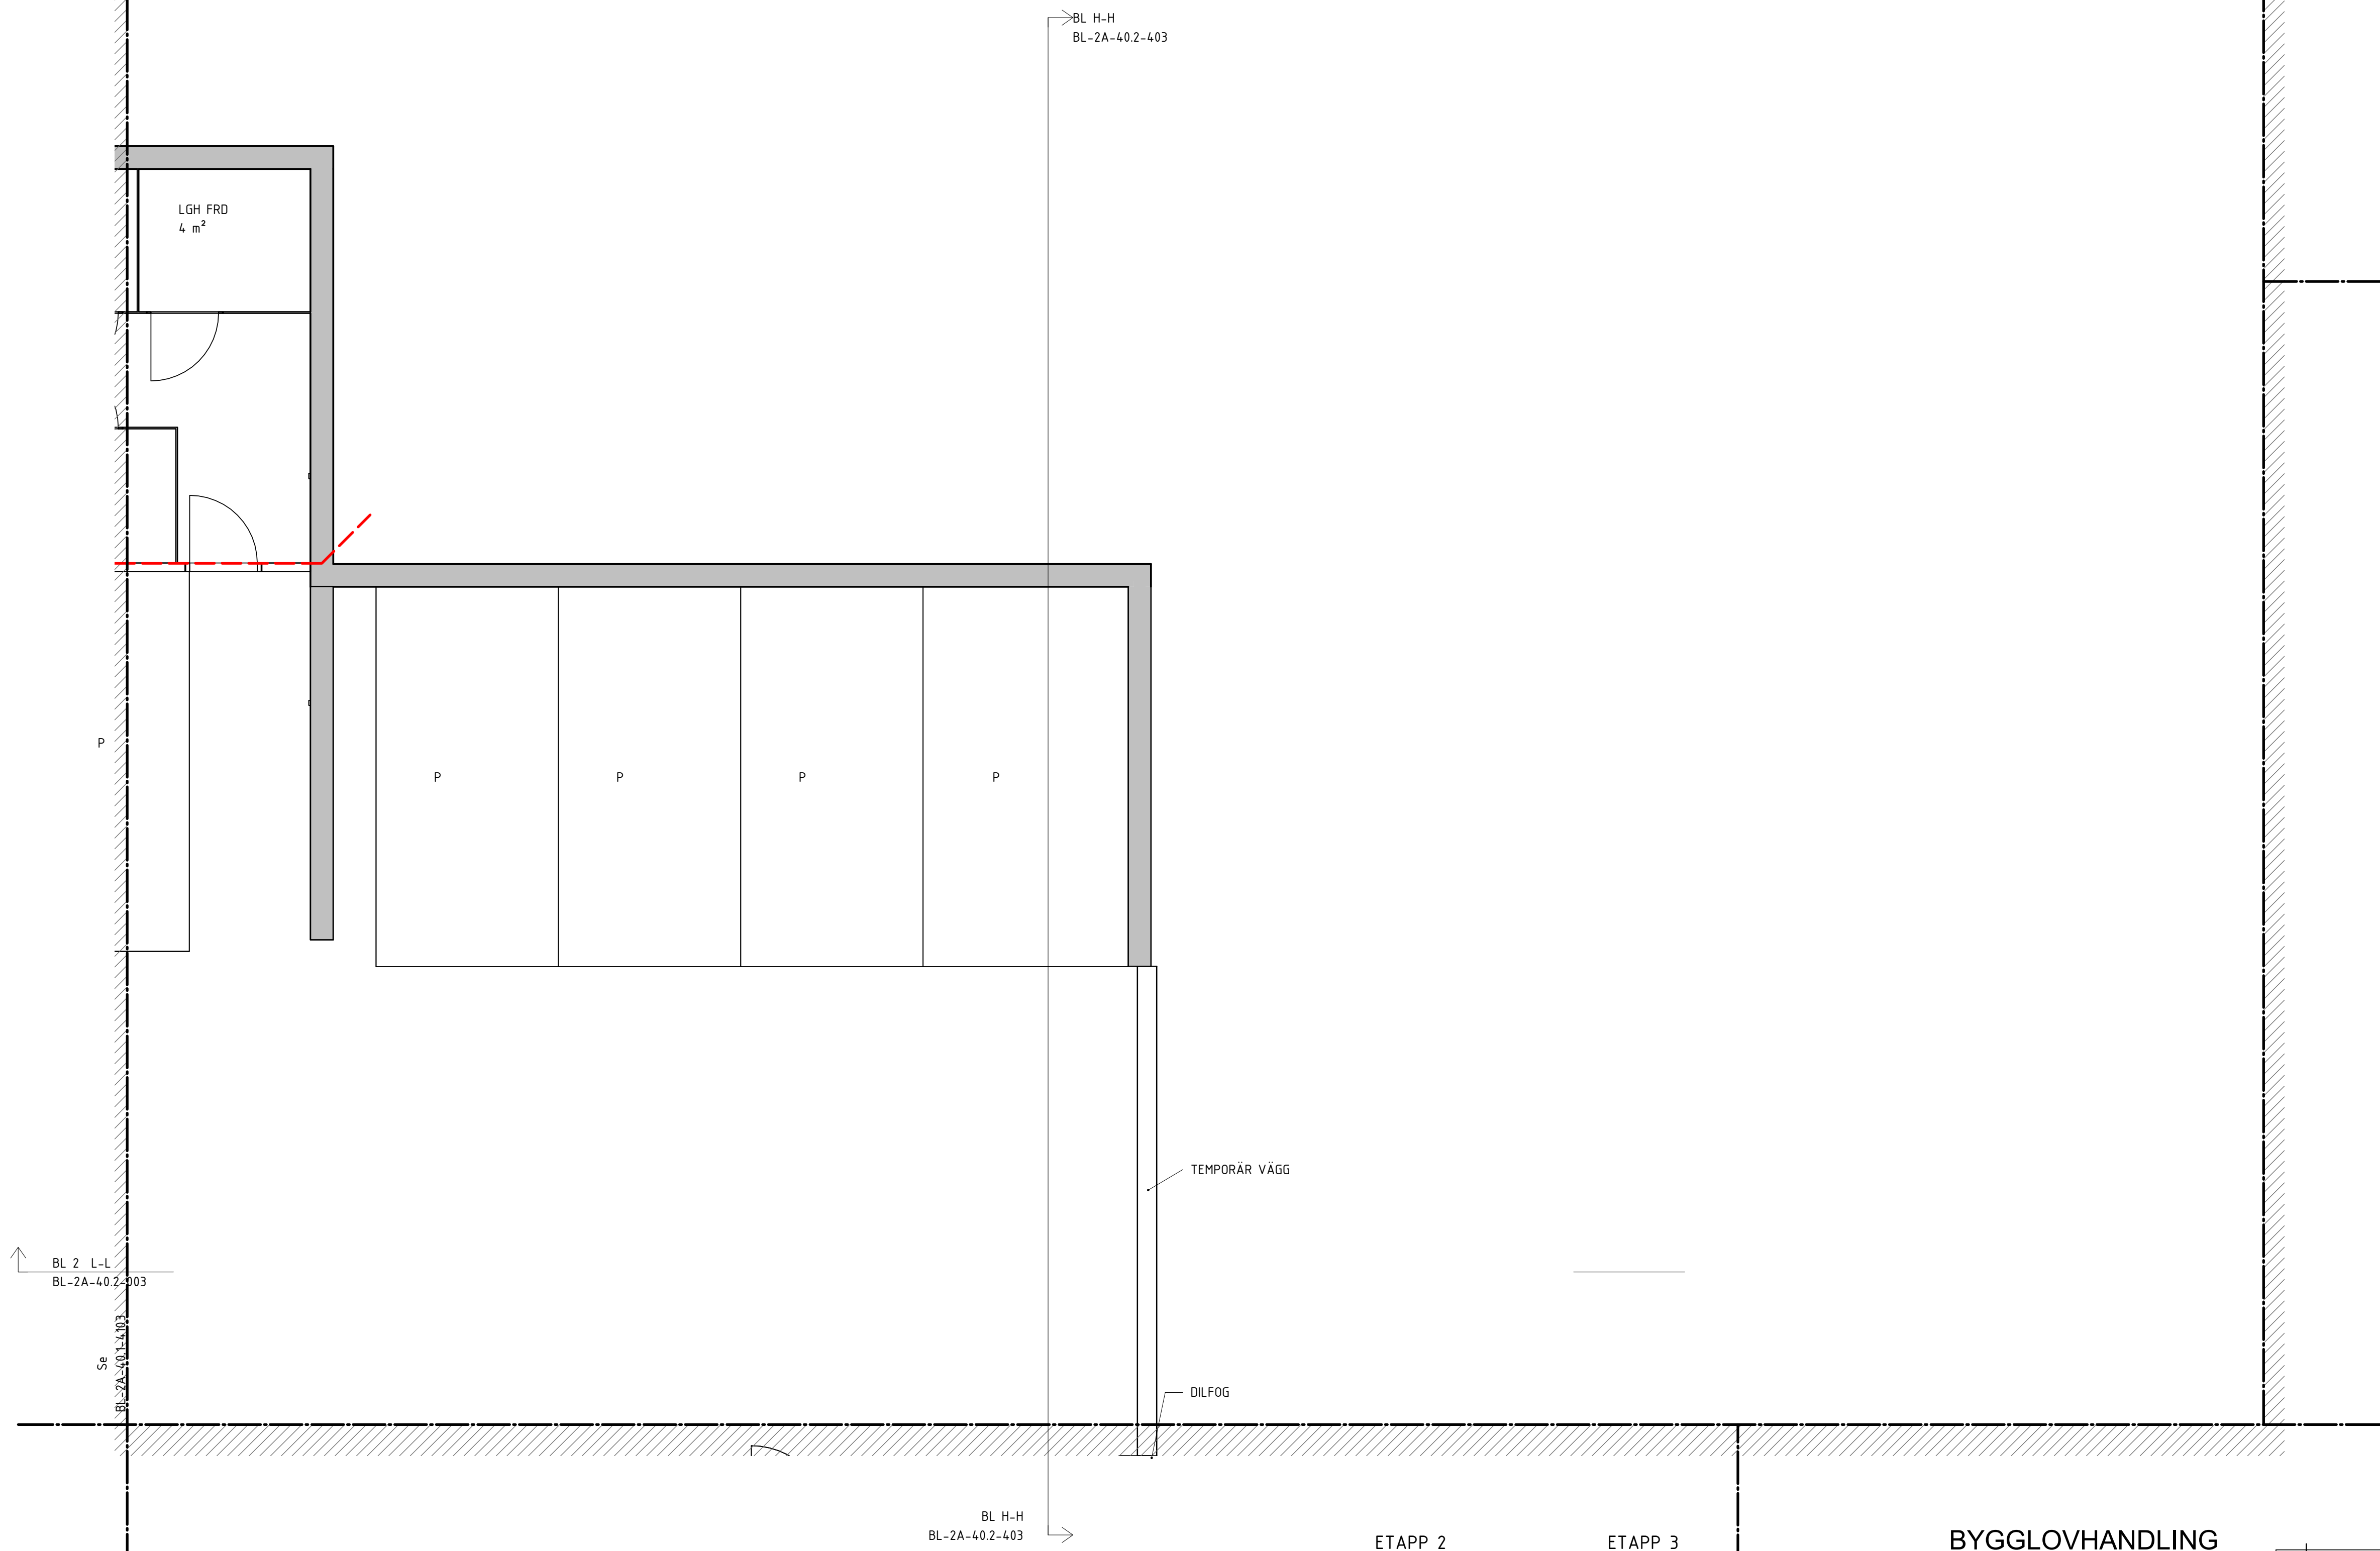 BL H-H
BL-2A-40.2-403
LGH FRD
4 m²
P
P
P
P
P
TEMPORÄR VÄGG
BL 2 L-L
BL-2A-40.2-003
Se
BL-2A-40.1-4103
DILFOG
BL H-H
BL-2A-40.2-403
ETAPP 2
ETAPP 3
BYGGLOVHANDLING